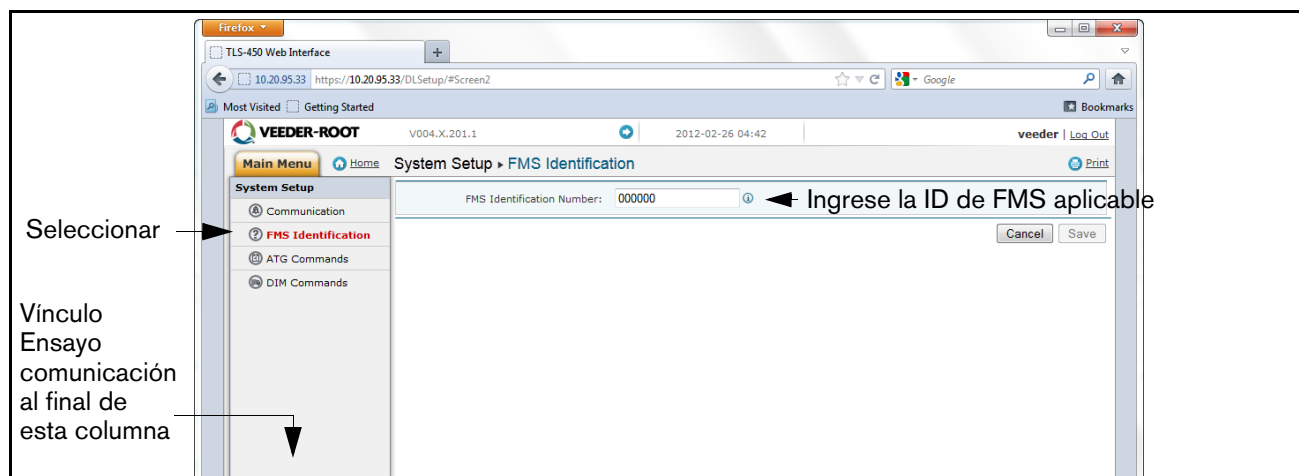 Firefox
TLS-450 Web Interface
+
10.20.95.33 https://10.20.95.33/DLSetup/#Screen2
Google
Most Visited Getting Started
Bookmarks
VEEDER-ROOT V004.X.201.1 2012-02-26 04:42 veeder | Log Out
Main Menu Home System Setup ▸ FMS Identification Print
System Setup
FMS Identification Number: 000000
Ingrese la ID de FMS aplicable
Communication
Seleccionar
FMS Identification
Cancel Save
ATG Commands
DIM Commands
Vínculo
Ensayo
comunicación
al final de
esta columna